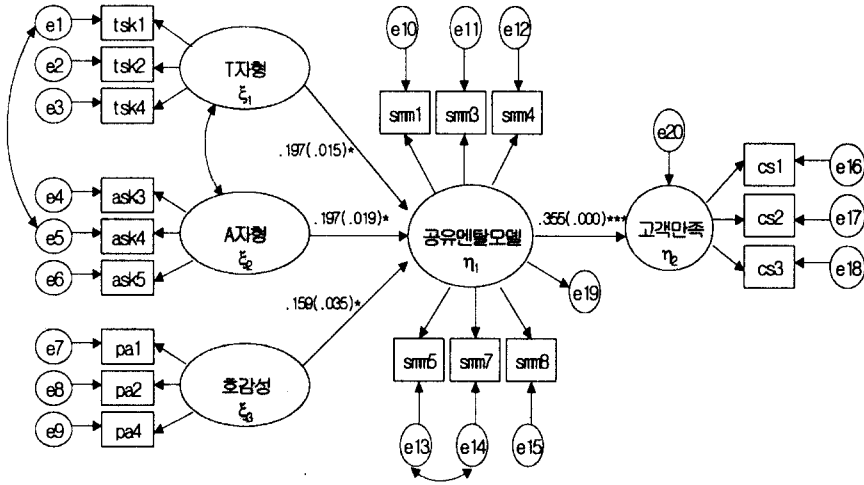 e1
tsk1
e2
tsk2
e3
tsk4
T자형
ξ1
e4
ask3
e5
ask4
e6
ask5
A자형
ξ2
e7
pa1
e8
pa2
e9
pa4
호감성
ξ3
.197(.015)*
.197(.019)*
.159(.035)*
e10
e11
e12
smm1
smm3
smm4
공유멘탈모델
η1
e19
smm5
smm7
smm8
e13
e14
e15
.355(.000)***
e20
고객만족
η2
cs1
e16
cs2
e17
cs3
e18